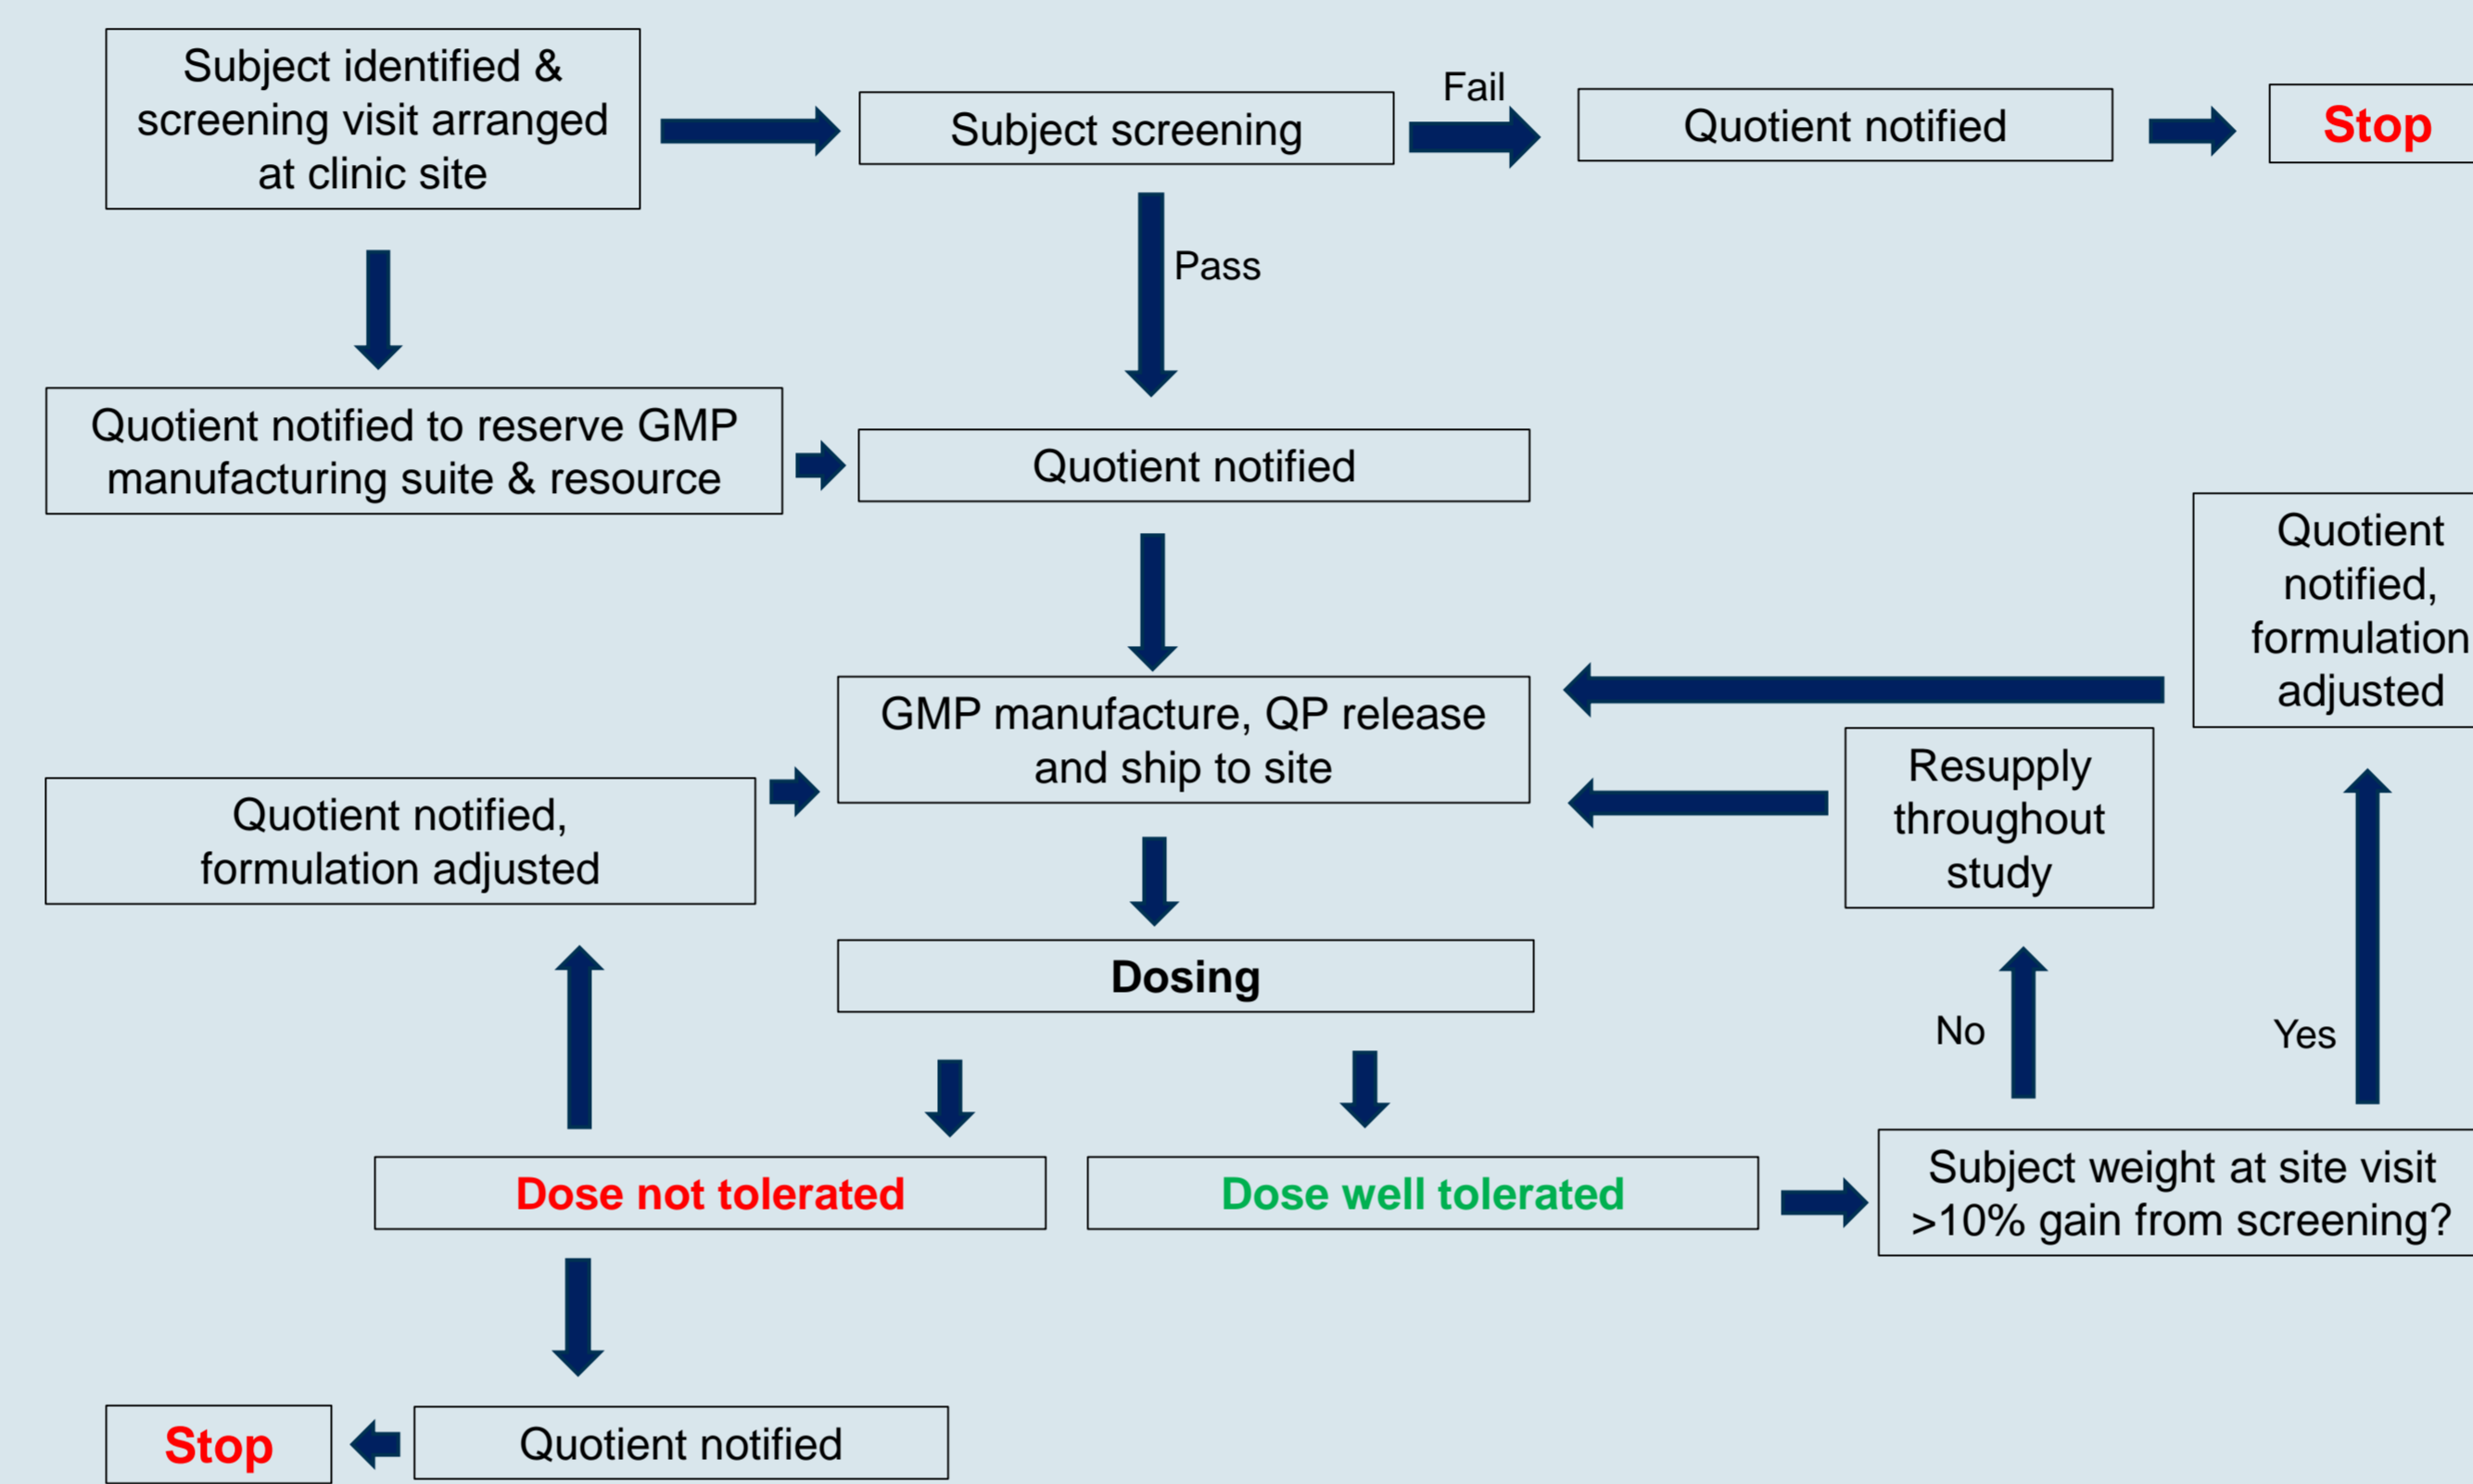 Subject identified &
screening visit arranged
at clinic site
Subject screening
Fail
Quotient notified
Stop
Pass
Quotient notified to reserve GMP
manufacturing suite & resource
Quotient notified
Quotient
notified,
formulation
adjusted
GMP manufacture, QP release
and ship to site
Resupply
throughout
study
Quotient notified,
formulation adjusted
Dosing
No
Yes
Dose not tolerated
Dose well tolerated
Subject weight at site visit
>10% gain from screening?
Stop
Quotient notified